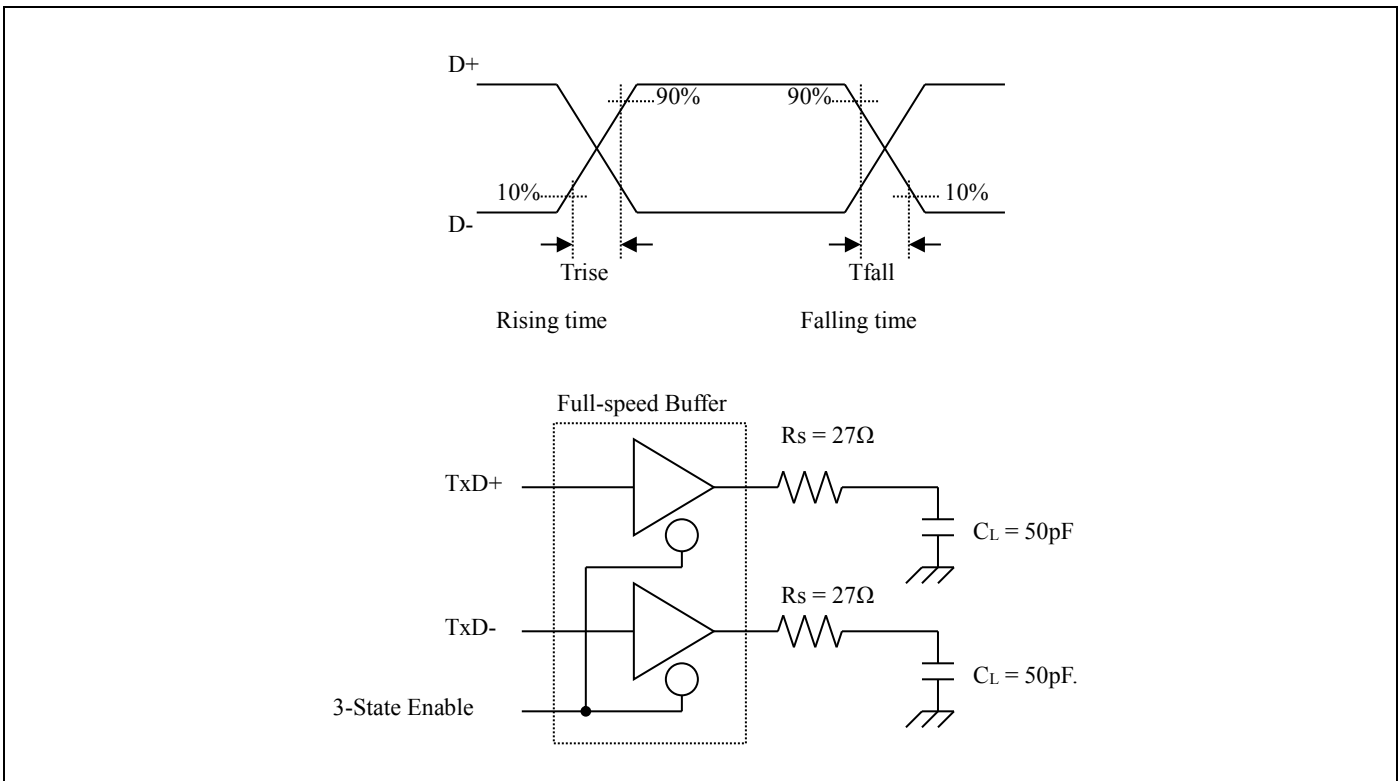 D+
90%
90%
10%
10%
D-
Trise
Tfall
Rising time
Falling time
Full-speed Buffer
Rs = 27Ω
TxD+
CL = 50pF
Rs = 27Ω
TxD-
CL = 50pF.
3-State Enable